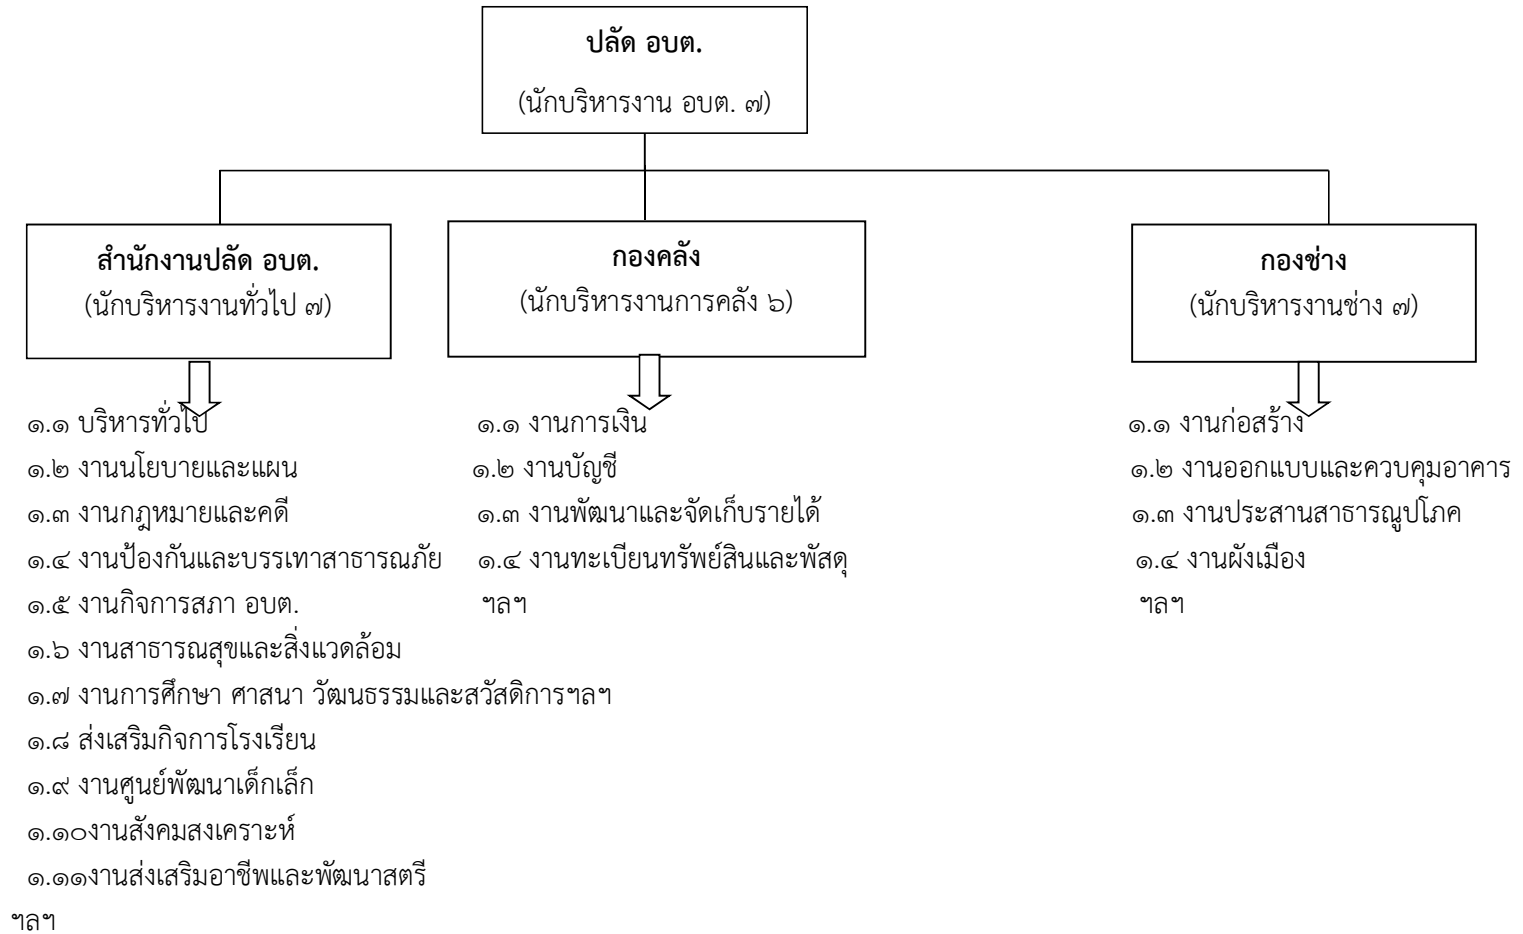 ปลัด อบต.
(นักบริหารงาน อบต. ๗)
สำนักงานปลัด อบต.
(นักบริหารงานทั่วไป ๗)
กองคลัง
(นักบริหารงานการคลัง ๖)
กองช่าง
(นักบริหารงานช่าง ๗)
๑.๑ บริหารทั่วไป
๑.๒ งานนโยบายและแผน
๑.๓ งานกฎหมายและคดี
๑.๔ งานป้องกันและบรรเทาสาธารณภัย
๑.๕ งานกิจการสภา อบต.
๑.๖ งานสาธารณสุขและสิ่งแวดล้อม
๑.๗ งานการศึกษา ศาสนา วัฒนธรรมและสวัสดิการฯลฯ
๑.๘ ส่งเสริมกิจการโรงเรียน
๑.๙ งานศูนย์พัฒนาเด็กเล็ก
๑.๑๐งานสังคมสงเคราะห์
๑.๑๑งานส่งเสริมอาชีพและพัฒนาสตรี
ฯลฯ
๑.๑ งานการเงิน
๑.๒ งานบัญชี
๑.๓ งานพัฒนาและจัดเก็บรายได้
๑.๔ งานทะเบียนทรัพย์สินและพัสดุ
ฯลฯ
๑.๑ งานก่อสร้าง
๑.๒ งานออกแบบและควบคุมอาคาร
๑.๓ งานประสานสาธารณูปโภค
๑.๔ งานผังเมือง
ฯลฯ